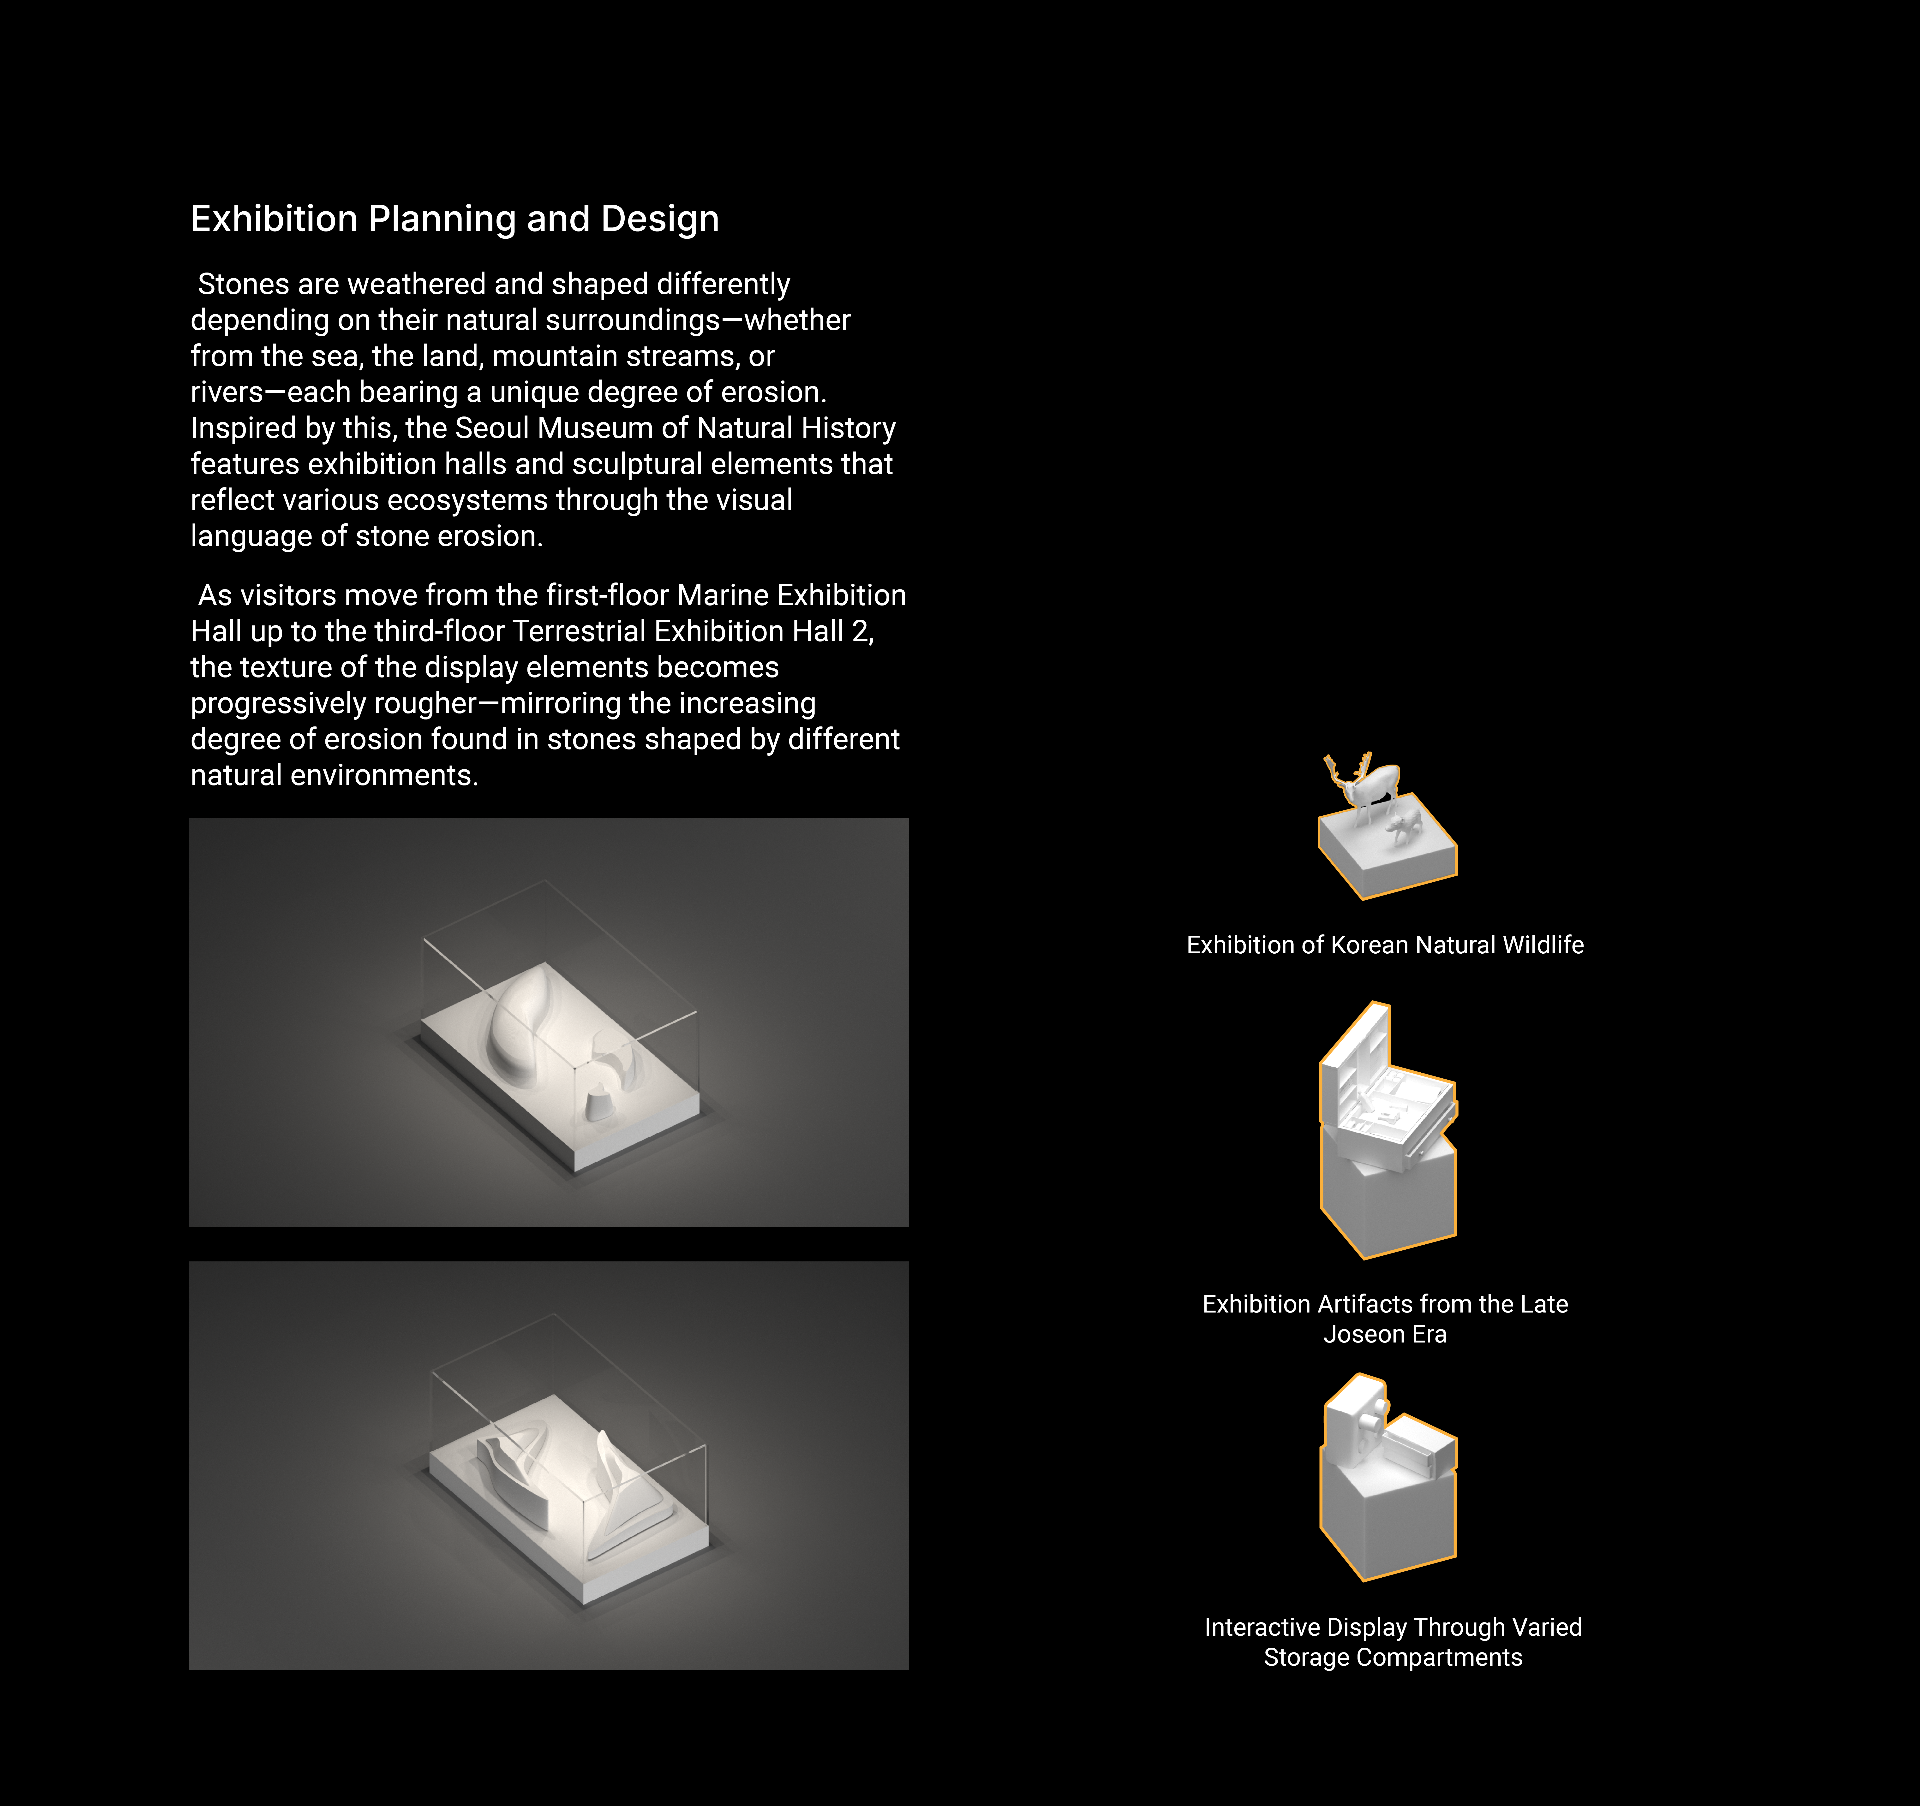 Exhibition Planning and Design
Stones are weathered and shaped differently
depending on their natural surroundings—whether
from the sea, the land, mountain streams, or
rivers—each bearing a unique degree of erosion.
Inspired by this, the Seoul Museum of Natural History
features exhibition halls and sculptural elements that
reflect various ecosystems through the visual
language of stone erosion.
As visitors move from the first-floor Marine Exhibition
Hall up to the third-floor Terrestrial Exhibition Hall 2,
the texture of the display elements becomes
progressively rougher—mirroring the increasing
degree of erosion found in stones shaped by different
natural environments.
Exhibition of Korean Natural Wildlife
Exhibition Artifacts from the Late
Joseon Era
Interactive Display Through Varied
Storage Compartments